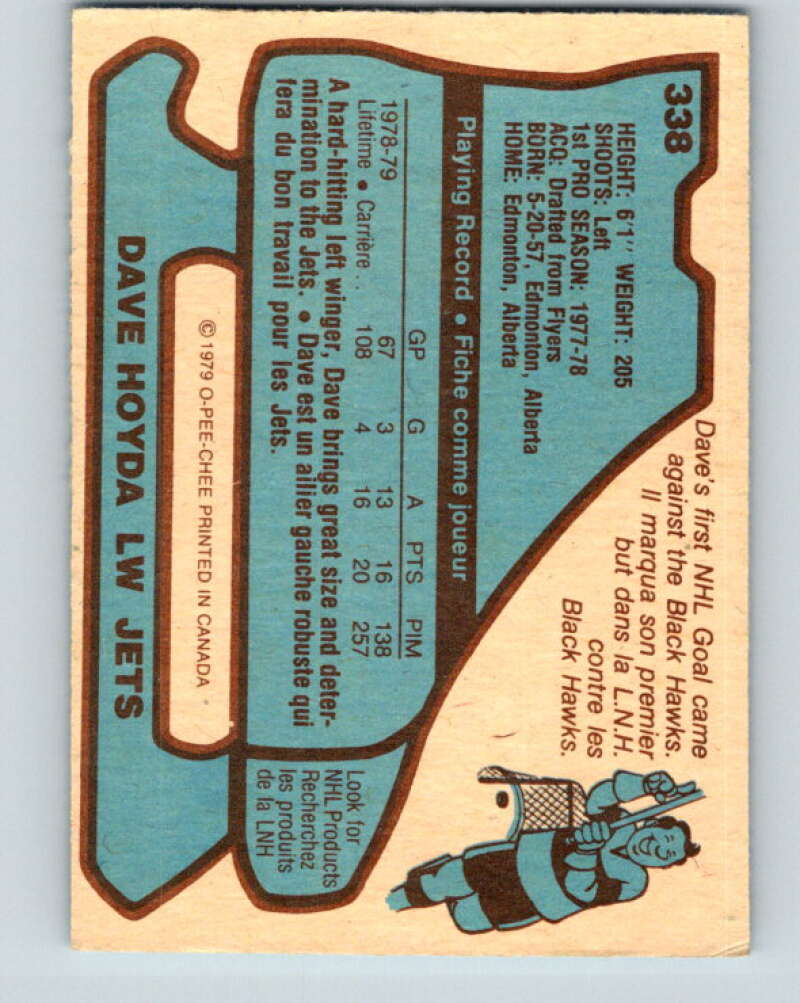 338
HEIGHT: 6'1" WEIGHT: 205
SHOOTS: Left
1st PRO SEASON: 1977-78
ACQ: Drafted from Flyers
BORN: 5-20-57, Edmonton, Alberta
HOME: Edmonton, Alberta
Dave's first NHL Goal came
against the Black Hawks.
Il marqua son premier
but dans la L.N.H.
contre les
Black Hawks.
Playing Record • Fiche comme joueur
GP G A PTS PIM
1978-79 67 3 13 16 138
Lifetime • Carrière . . 108 4 16 20 257
A hard-hitting left winger, Dave brings great size and deter-
mination to the Jets. • Dave est un ailier gauche robuste qui
fera du bon travail pour les Jets.
Look for
NHL Products
Recherchez
les produits
de la LNH
© 1979 O-PEE-CHEE PRINTED IN CANADA
DAVE HOYDA LW JETS